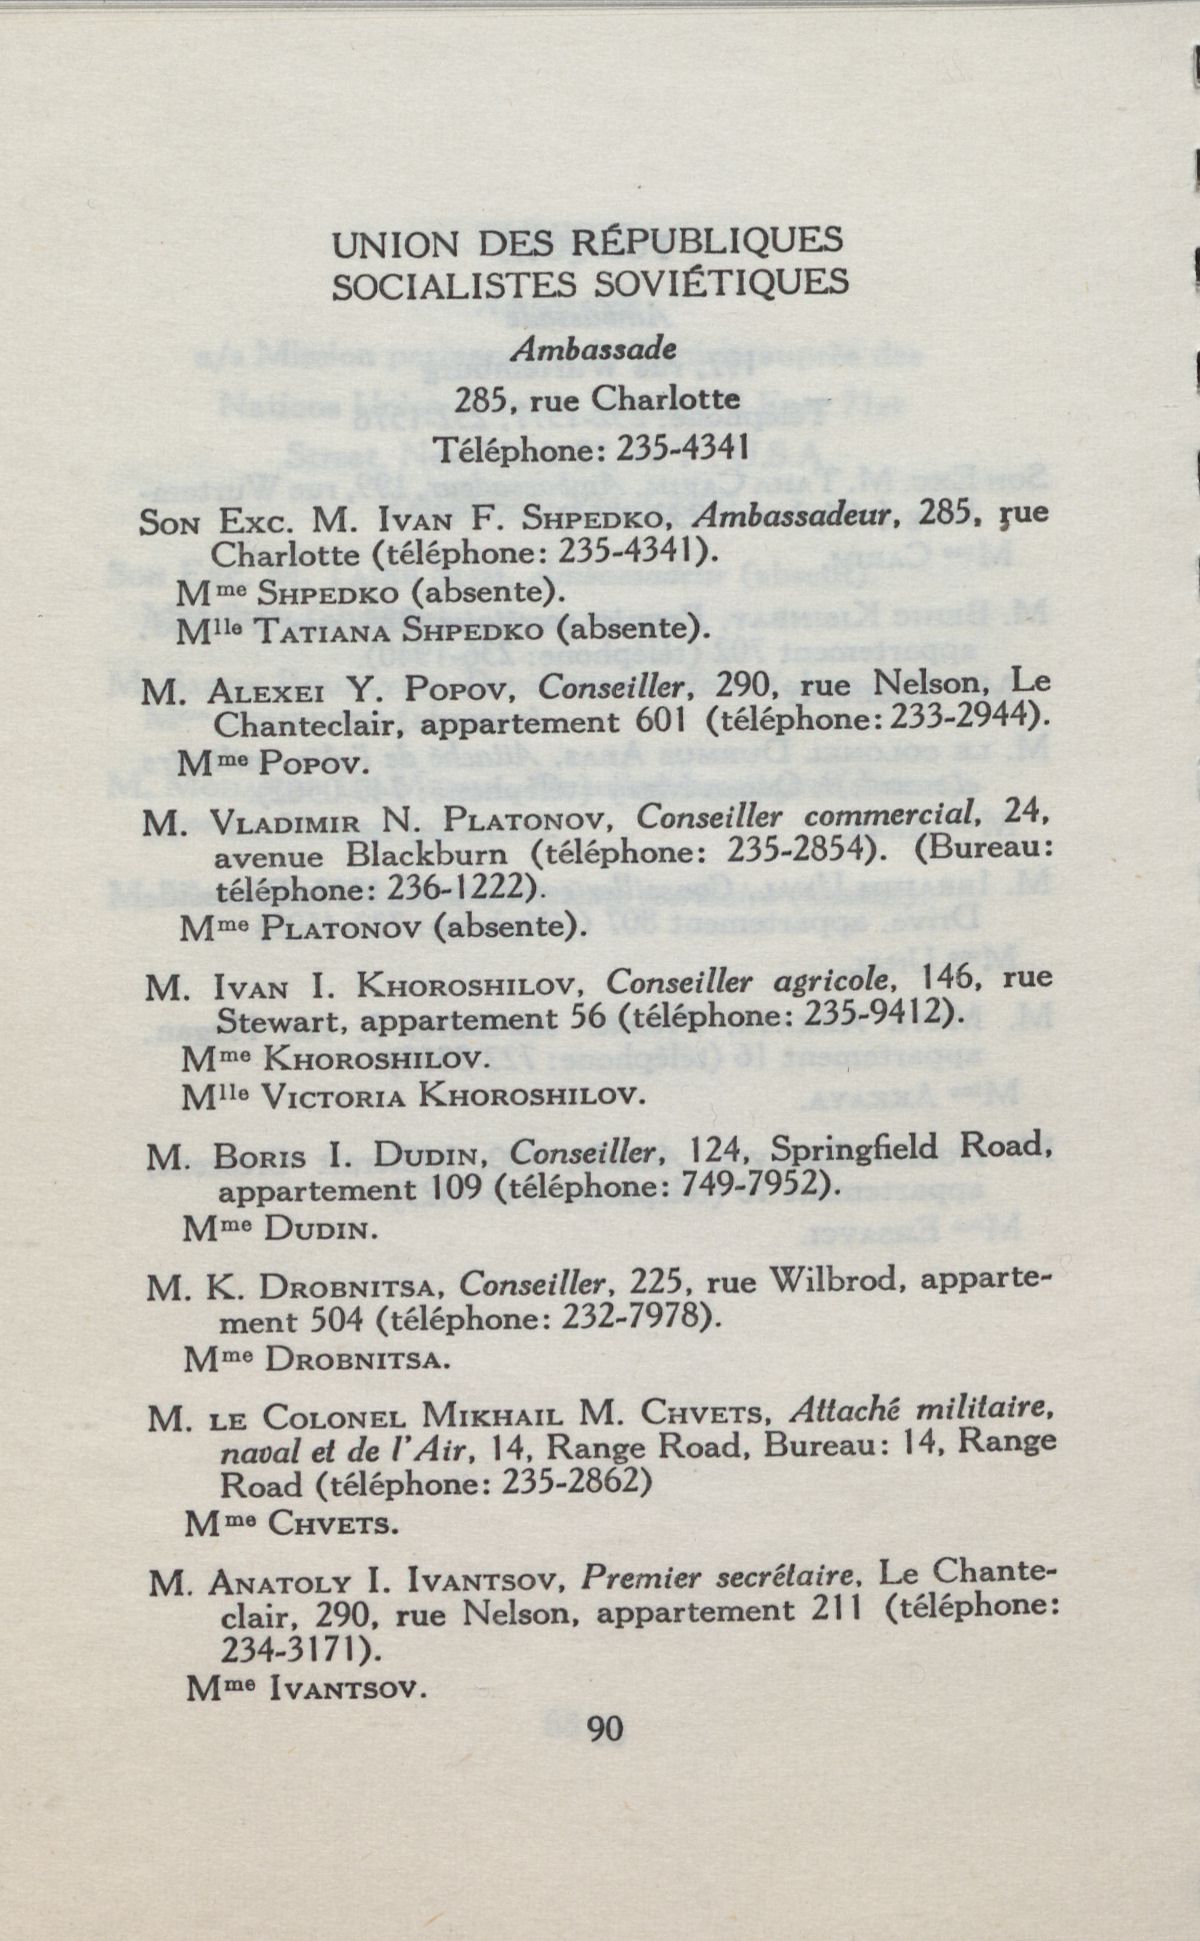 UNION DES RÉPUBLIQUES
SOCIALISTES SOVIÉTIQUES
Ambassade
285, rue Charlotte
Téléphone: 235-4341
SON EXC. M. IVAN F. SHPEDKO, Ambassadeur, 285, rue
Charlotte (téléphone: 235-4341).
Mme SHPEDKO (absente).
Mlle TATIANA SHPEDKO (absente).
M. ALEXEI Y. POPOV, Conseiller, 290, rue Nelson, Le
Chanteclair, appartement 601 (téléphone: 233-2944).
Mme POPOV.
M. VLADIMIR N. PLATONOV, Conseiller commercial, 24,
avenue Blackburn (téléphone: 235-2854). (Bureau:
téléphone: 236-1222).
Mme PLATONOV (absente).
M. IVAN I. KHOROSHILOV, Conseiller agricole, 146, rue
Stewart, appartement 56 (téléphone: 235-9412).
Mme KHOROSHILOV.
Mlle VICTORIA KHOROSHILOV.
M. BORIS I. DUDIN, Conseiller, 124, Springfield Road,
appartement 109 (téléphone: 749-7952).
Mme DUDIN.
M. K. DROBNITSA, Conseiller, 225, rue Wilbrod, apparte-
ment 504 (téléphone: 232-7978).
Mme DROBNITSA.
M. LE COLONEL MIKHAIL M. CHVETS, Attaché militaire,
naval et de l'Air, 14, Range Road, Bureau: 14, Range
Road (téléphone: 235-2862)
Mme CHVETS.
M. ANATOLY I. IVANTSOV, Premier secrétaire, Le Chante-
clair, 290, rue Nelson, appartement 211 (téléphone:
234-3171).
Mme IVANTSOV.
90